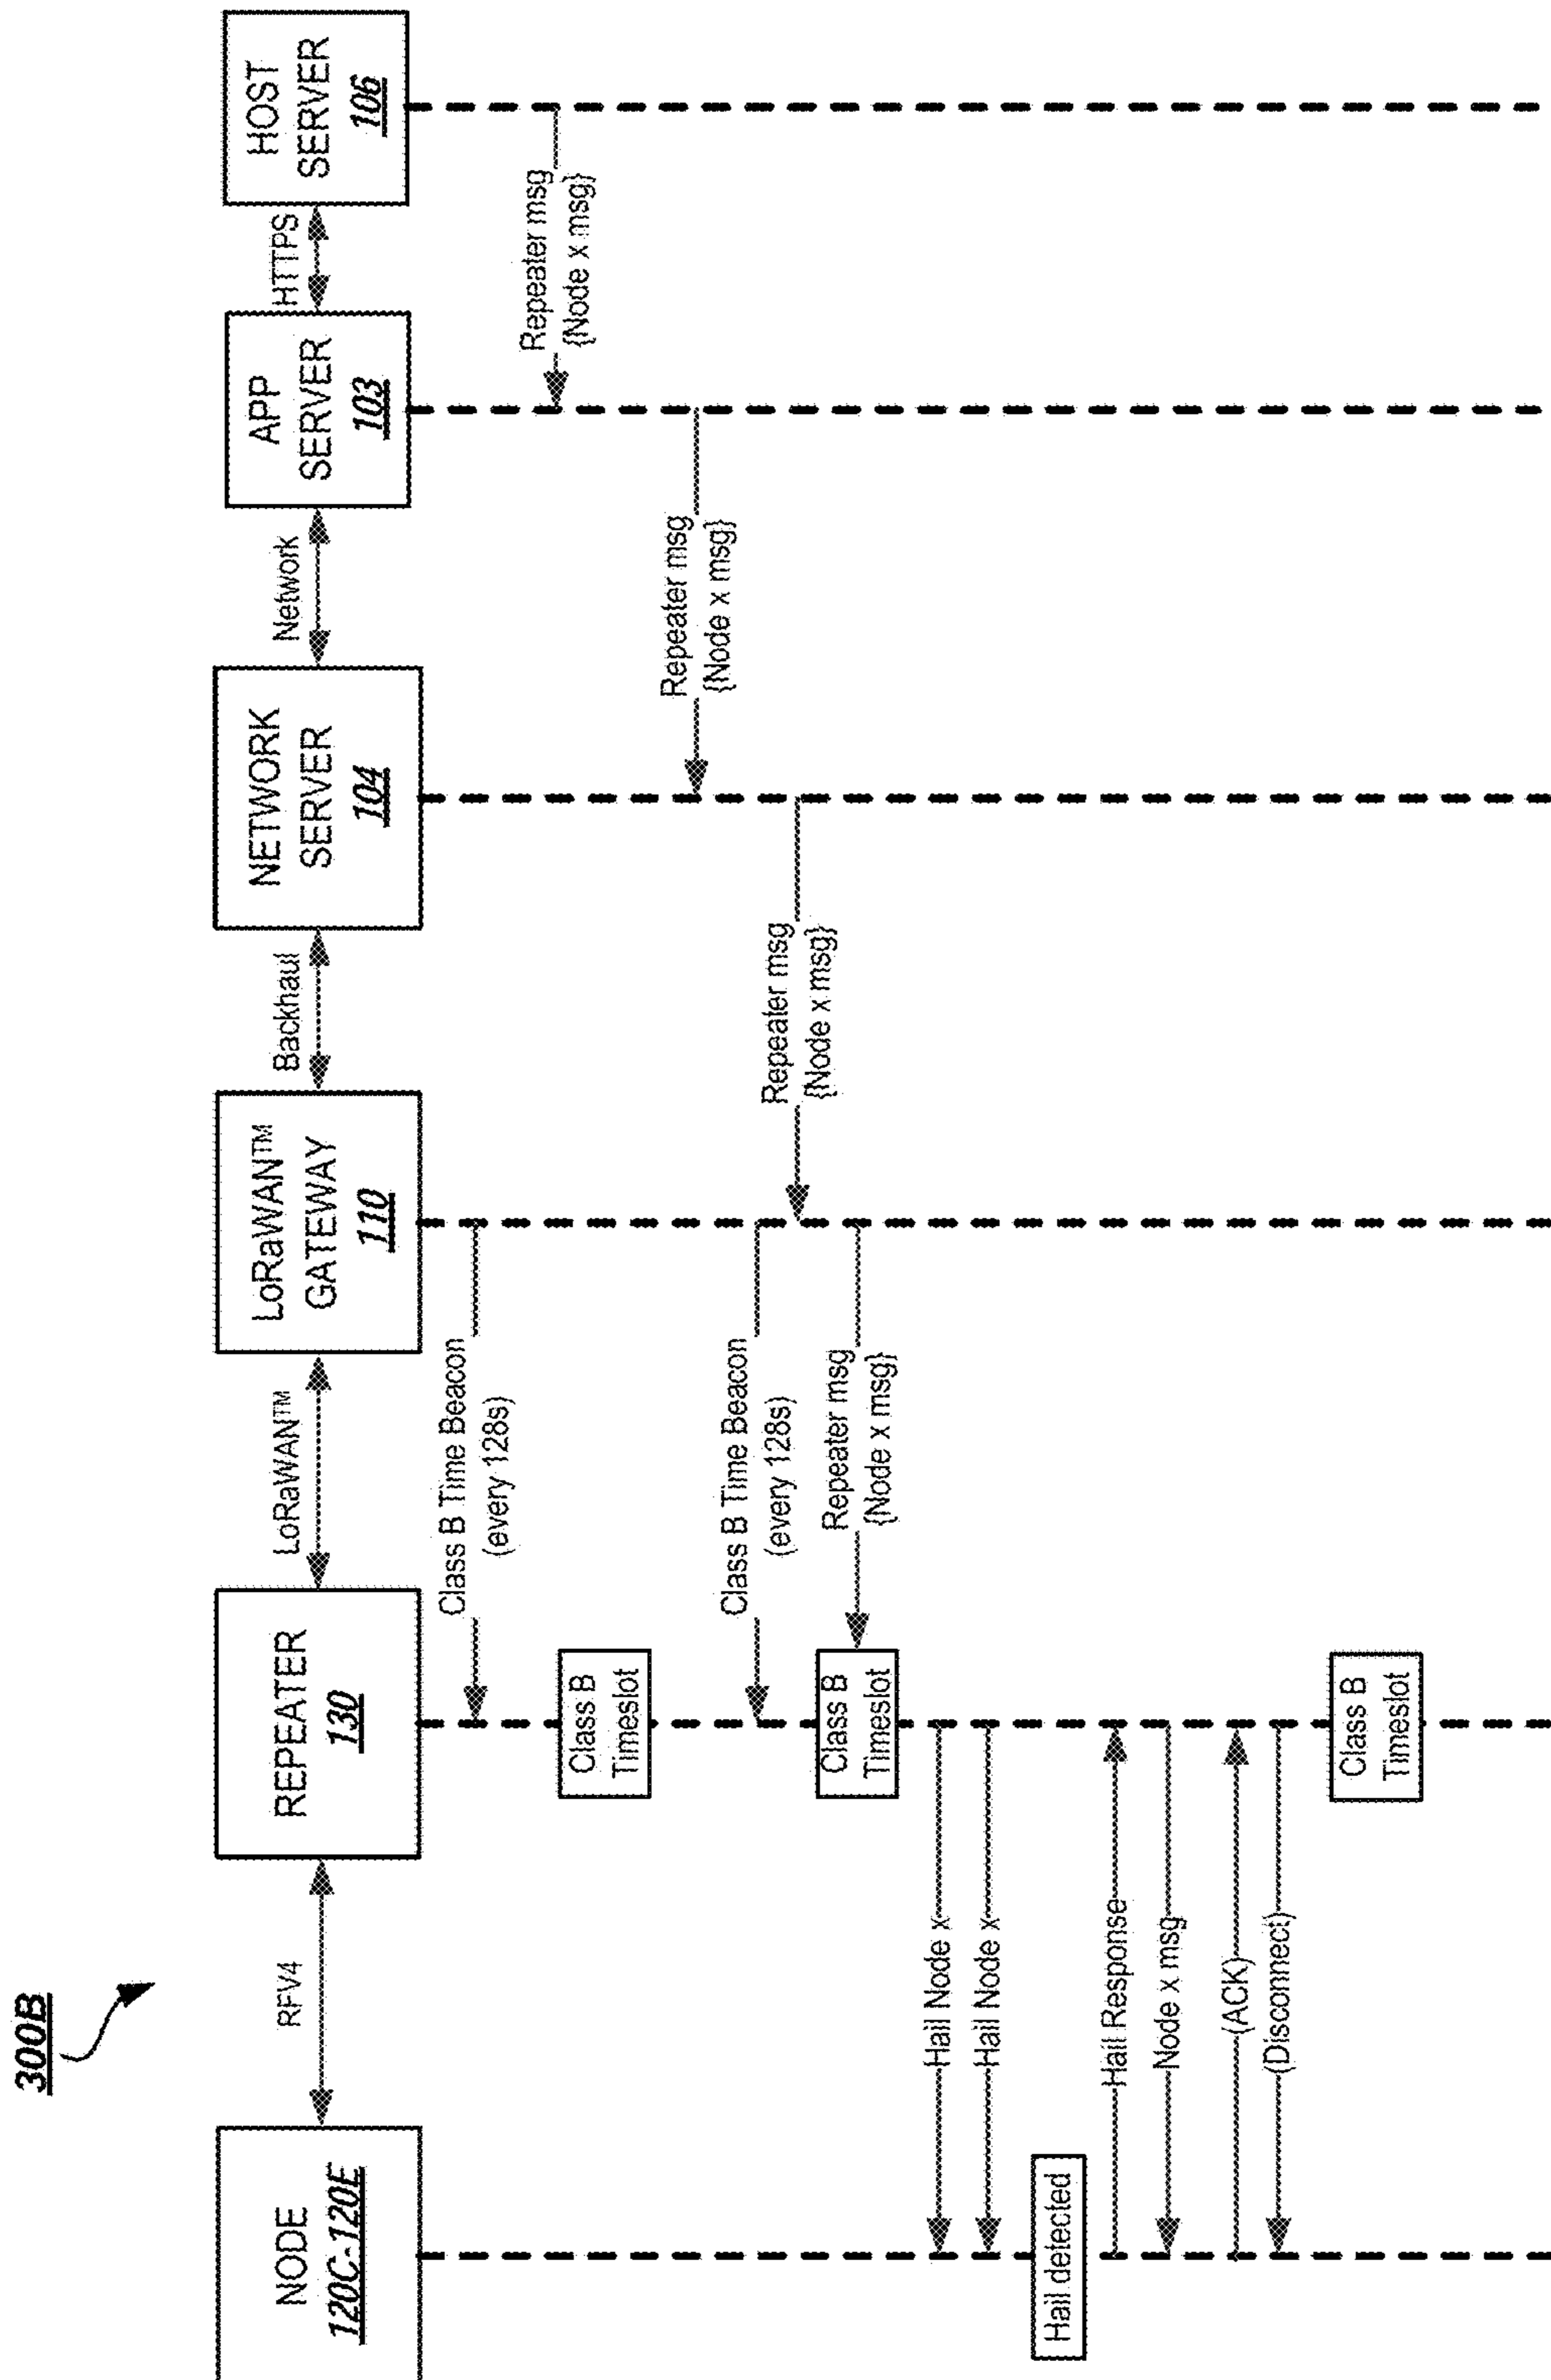 300B
NODE
120C-120E
RFV4
REPEATER
130
LoRaWAN™
LoRaWAN™
GATEWAY
110
Backhaul
NETWORK
SERVER
104
Network
APP
SERVER
103
HTTPS
HOST
SERVER
106
Class B Time Beacon
(every 128s)
Repeater msg
{Node x msg}
Class B
Timeslot
Repeater msg
{Node x msg}
Class B Time Beacon
(every 128s)
Repeater msg
{Node x msg}
Repeater msg
{Node x msg}
Class B
Timeslot
Hail Node x
Hail Node x
Hail detected
Hail Response
Node x msg
(ACK)
(Disconnect)
Class B
Timeslot